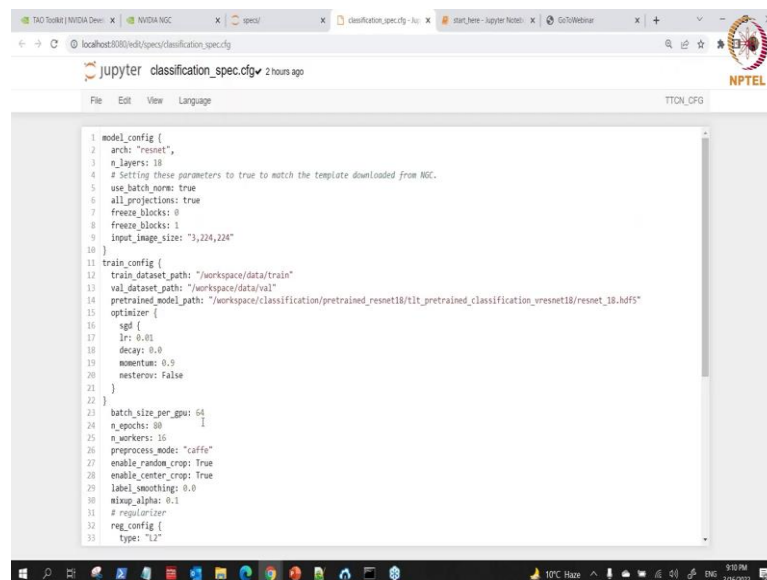 TAO Toolkit | NVIDIA Devel
NVIDIA NGC
specs/
classification_spec.cfg - Jup
start_here - Jupyter Noteb
GoToWebinar
localhost:8080/edit/specs/classification_spec.cfg
NPTEL
jupyter classification_spec.cfg 2 hours ago
File Edit View Language TTCN_CFG
1 model_config {
2 arch: "resnet",
3 n_layers: 18
4 # Setting these parameters to true to match the template downloaded from NGC.
5 use_batch_norm: true
6 all_projections: true
7 freeze_blocks: 0
8 freeze_blocks: 1
9 input_image_size: "3,224,224"
10 }
11 train_config {
12 train_dataset_path: "/workspace/data/train"
13 val_dataset_path: "/workspace/data/val"
14 pretrained_model_path: "/workspace/classification/pretrained_resnet18/tlt_pretrained_classification_vresnet18/resnet_18.hdf5"
15 optimizer {
16 sgd {
17 lr: 0.01
18 decay: 0.0
19 momentum: 0.9
20 nesterov: False
21 }
22 }
23 batch_size_per_gpu: 64
24 n_epochs: 80
25 n_workers: 16
26 preprocess_mode: "caffe"
27 enable_random_crop: True
28 enable_center_crop: True
29 label_smoothing: 0.0
30 mixup_alpha: 0.1
31 # regularizer
32 reg_config {
33 type: "L2"
10°C Haze ENG 9:10 PM